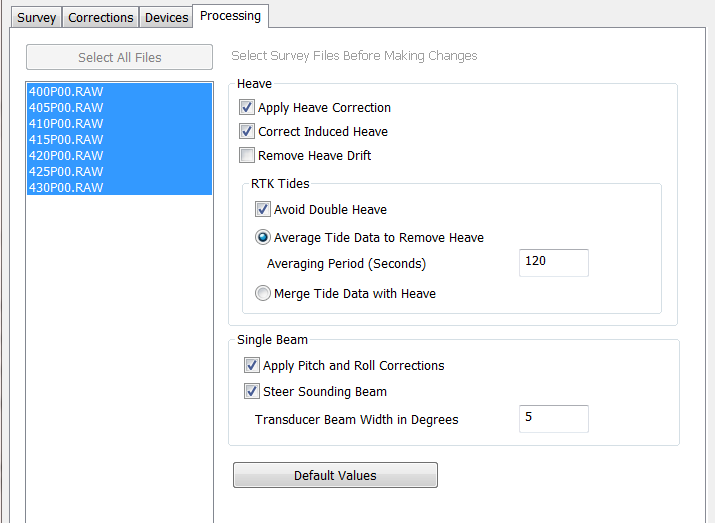 Survey Corrections Devices Processing
Select All Files
Select Survey Files Before Making Changes
400P00.RAW
405P00.RAW
410P00.RAW
415P00.RAW
420P00.RAW
425P00.RAW
430P00.RAW
Heave
Apply Heave Correction
Correct Induced Heave
Remove Heave Drift
RTK Tides
Avoid Double Heave
Average Tide Data to Remove Heave
Averaging Period (Seconds) 120
Merge Tide Data with Heave
Single Beam
Apply Pitch and Roll Corrections
Steer Sounding Beam
Transducer Beam Width in Degrees 5
Default Values